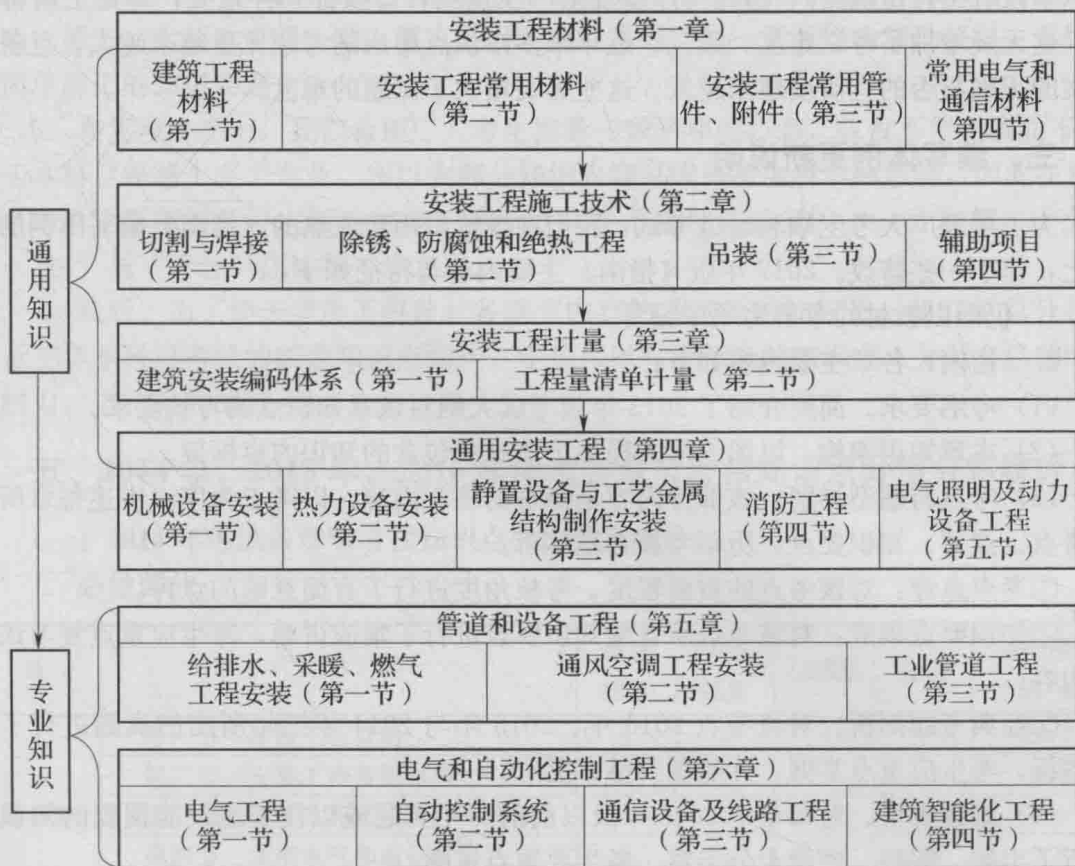 通用知识
安装工程材料（第一章）
建筑工程
材料
（第一节）
安装工程常用材料
（第二节）
安装工程常用管
件、附件（第三节）
常用电气和
通信材料
（第四节）
安装工程施工技术（第二章）
切割与焊接
（第一节）
除锈、防腐蚀和绝热工程
（第二节）
吊装（第三节）
辅助项目
（第四节）
安装工程计量（第三章）
建筑安装编码体系（第一节）
工程量清单计量（第二节）
通用安装工程（第四章）
机械设备安装
（第一节）
热力设备安装
（第二节）
静置设备与工艺金属
结构制作安装
（第三节）
消防工程
（第四节）
电气照明及动力
设备工程
（第五节）
专业知识
管道和设备工程（第五章）
给排水、采暖、燃气
工程安装（第一节）
通风空调工程安装
（第二节）
工业管道工程
（第三节）
电气和自动化控制工程（第六章）
电气工程
（第一节）
自动控制系统
（第二节）
通信设备及线路工程
（第三节）
建筑智能化工程
（第四节）